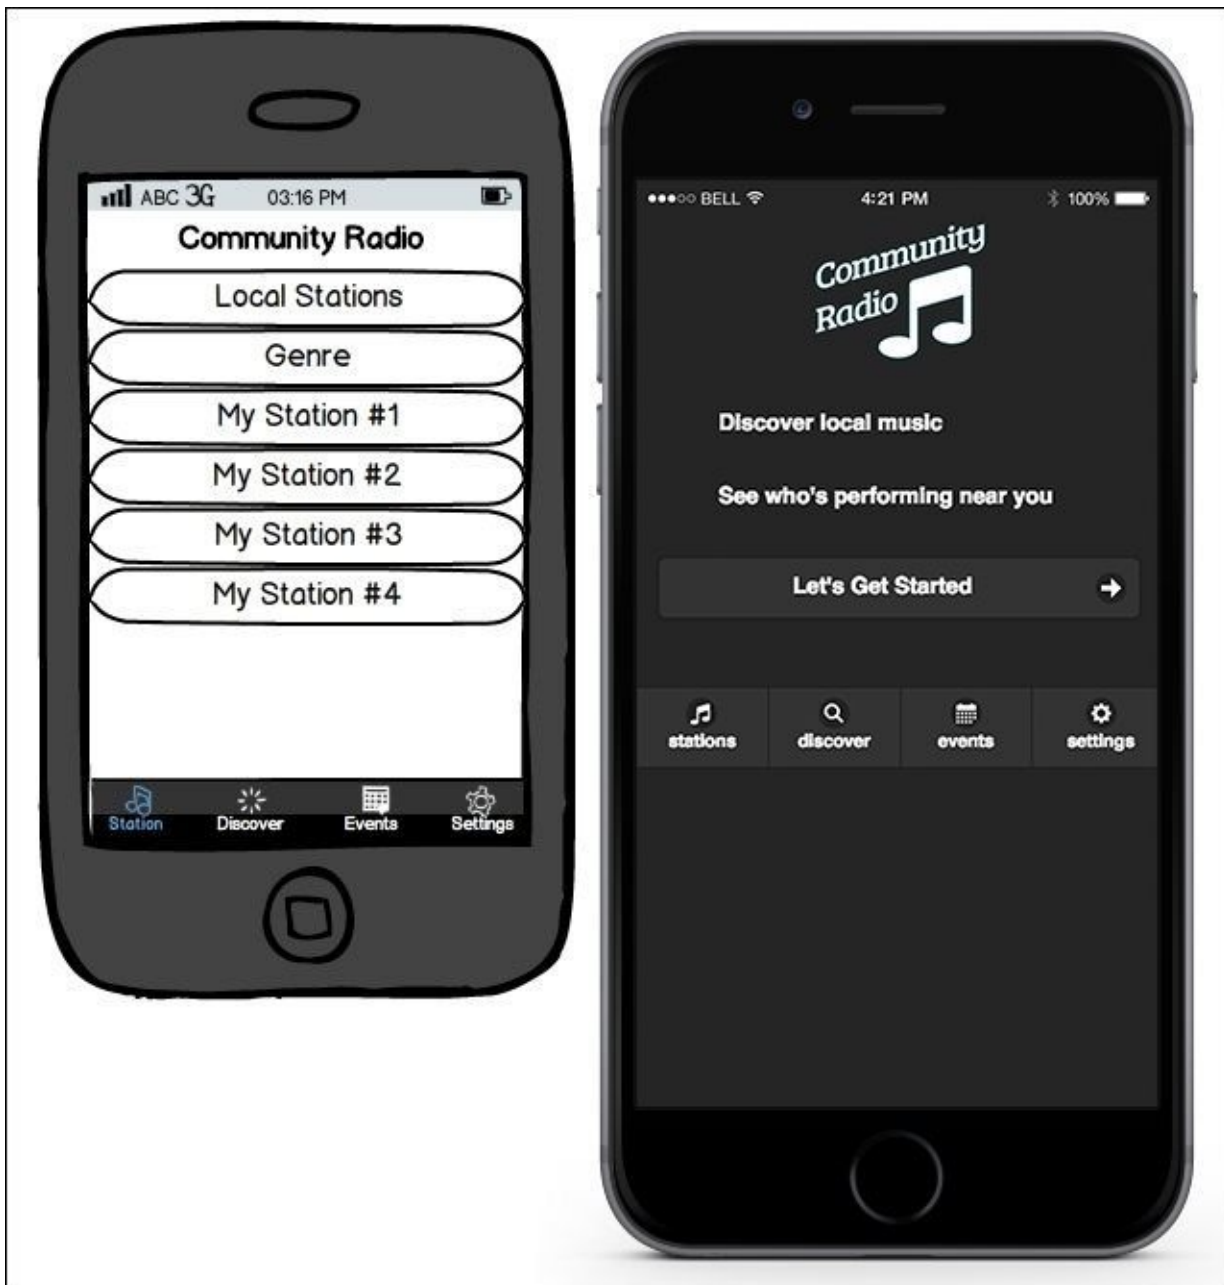 ABC 3G 03:16 PM
Community Radio
Local Stations
Genre
My Station #1
My Station #2
My Station #3
My Station #4
Station Discover Events Settings
BELL 4:21 PM 100%
Community
Radio
Discover local music
See who's performing near you
Let's Get Started
stations discover events settings